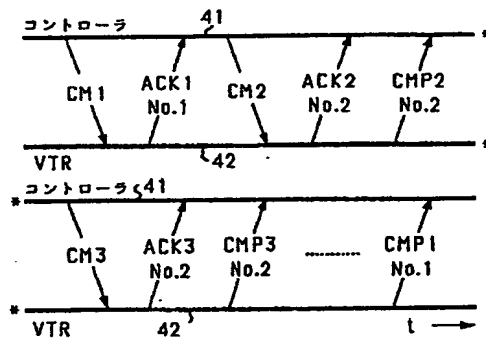 コントローラ 41
CM1
ACK1
No.1
CM2
ACK2
No.2
CMP2
No.2
*
VTR 42
*
* コントローラ 41
CM3
ACK3
No.2
CMP3
No.2
........
CMP1
No.1
* VTR 42 t